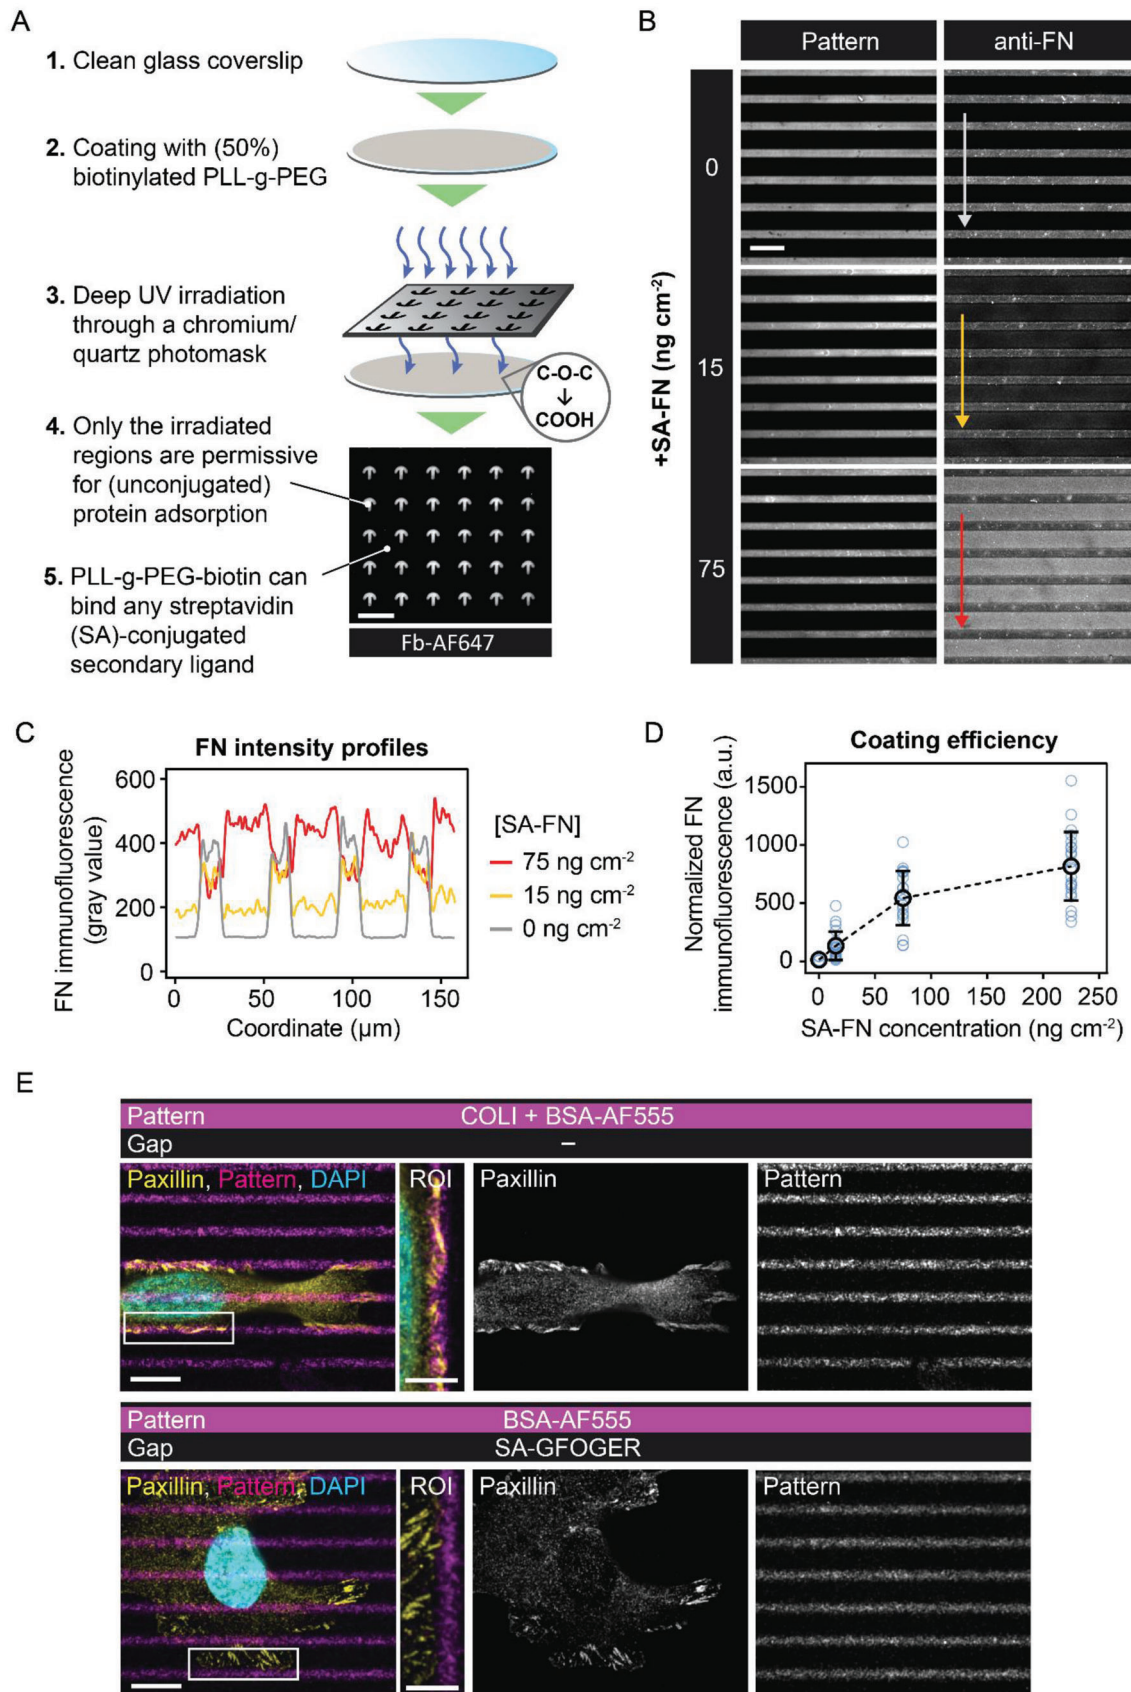 A
1. Clean glass coverslip
2. Coating with (50%)
biotinylated PLL-g-PEG
3. Deep UV irradiation
through a chromium/
quartz photomask
C-O-C
↓
COOH
4. Only the irradiated
regions are permissive
for (unconjugated)
protein adsorption
5. PLL-g-PEG-biotin can
bind any streptavidin
(SA)-conjugated
secondary ligand
Fb-AF647
B
Pattern anti-FN
+SA-FN (ng cm⁻²)
0
15
75
C
FN intensity profiles
FN immunofluorescence
(gray value)
600
400
200
0
0 50 100 150
Coordinate (µm)
[SA-FN]
75 ng cm⁻²
15 ng cm⁻²
0 ng cm⁻²
D
Coating efficiency
Normalized FN
immunofluorescence (a.u.)
1500
1000
500
0
0 50 100 150 200 250
SA-FN concentration (ng cm⁻²)
E
Pattern COLI + BSA-AF555
Gap –
Paxillin, Pattern, DAPI ROI Paxillin Pattern
Pattern BSA-AF555
Gap SA-GFOGER
Paxillin, Pattern, DAPI ROI Paxillin Pattern